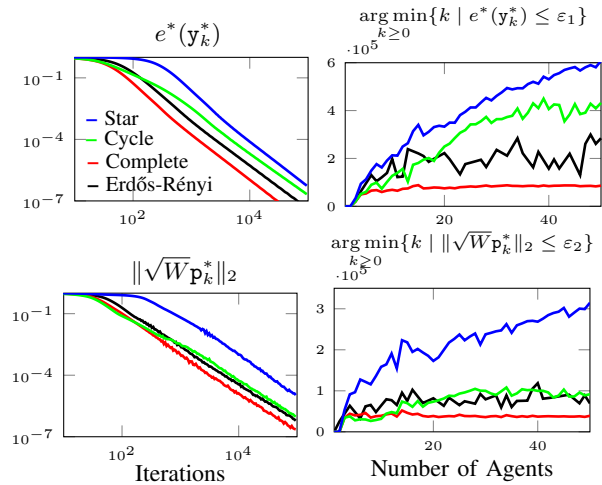 e*(y*_k)
10^−1
10^−4
10^−7
Star
Cycle
Complete
Erdős-Rényi
10^2
10^4
arg min{k | e*(y*_k) ≤ ε_1}
k≥0
·10^5
6
4
2
0
20
40
‖√W p*_k‖_2
10^−1
10^−4
10^−7
10^2
10^4
Iterations
arg min{k | ‖√W p*_k‖_2 ≤ ε_2}
k≥0
·10^5
3
2
1
0
20
40
Number of Agents